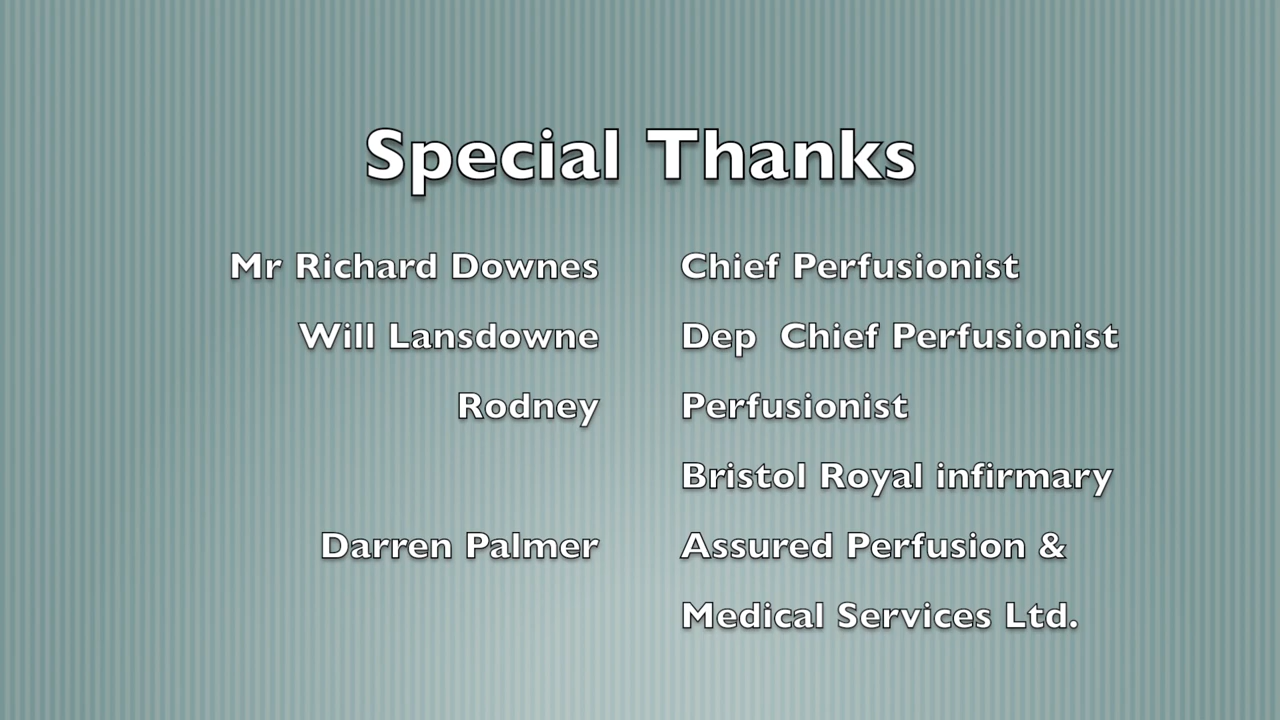 Special Thanks
Mr Richard Downes Chief Perfusionist
Will Lansdowne Dep Chief Perfusionist
Rodney Perfusionist
Bristol Royal infirmary
Darren Palmer Assured Perfusion &
Medical Services Ltd.